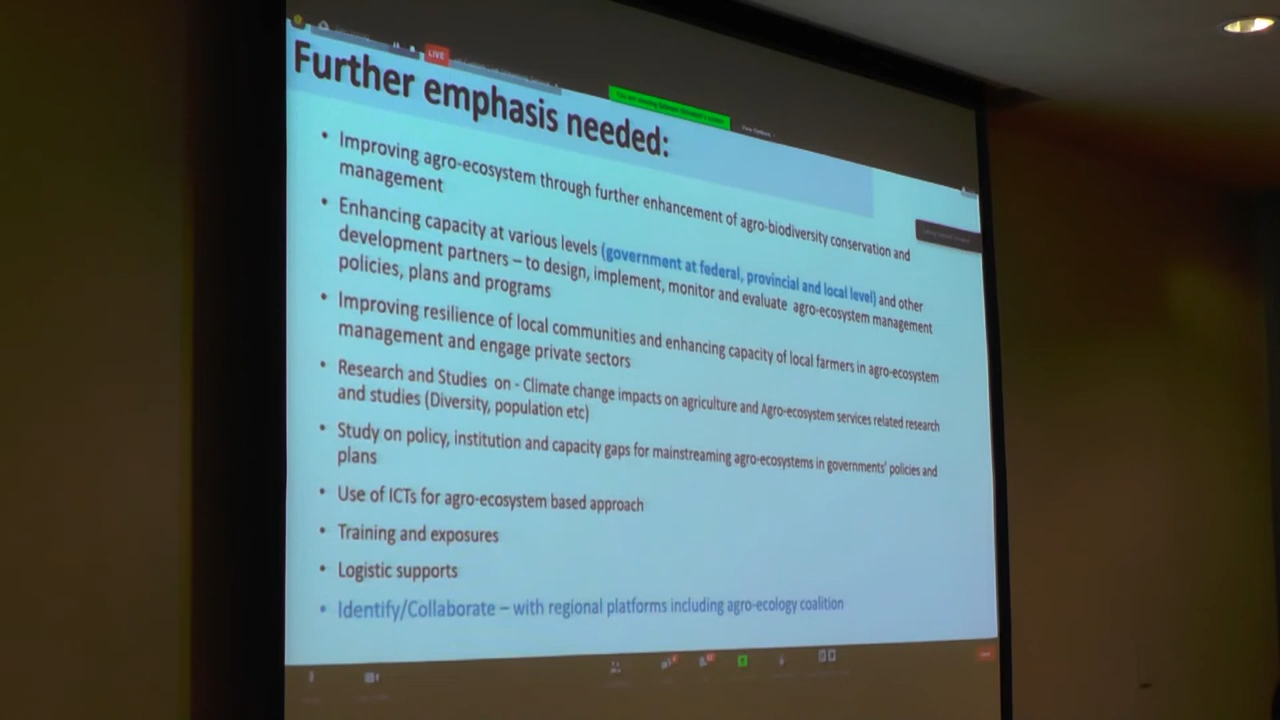 LIVE
Further emphasis needed:
• Improving agro-ecosystem through further enhancement of agro-biodiversity conservation and
management
• Enhancing capacity at various levels (government at federal, provincial and local level) and other
development partners – to design, implement, monitor and evaluate agro-ecosystem management
policies, plans and programs
• Improving resilience of local communities and enhancing capacity of local farmers in agro-ecosystem
management and engage private sectors
• Research and Studies on - Climate change impacts on agriculture and Agro-ecosystem services related research
and studies (Diversity, population etc)
• Study on policy, institution and capacity gaps for mainstreaming agro-ecosystems in governments' policies and
plans
• Use of ICTs for agro-ecosystem based approach
• Training and exposures
• Logistic supports
• Identify/Collaborate – with regional platforms including agro-ecology coalition